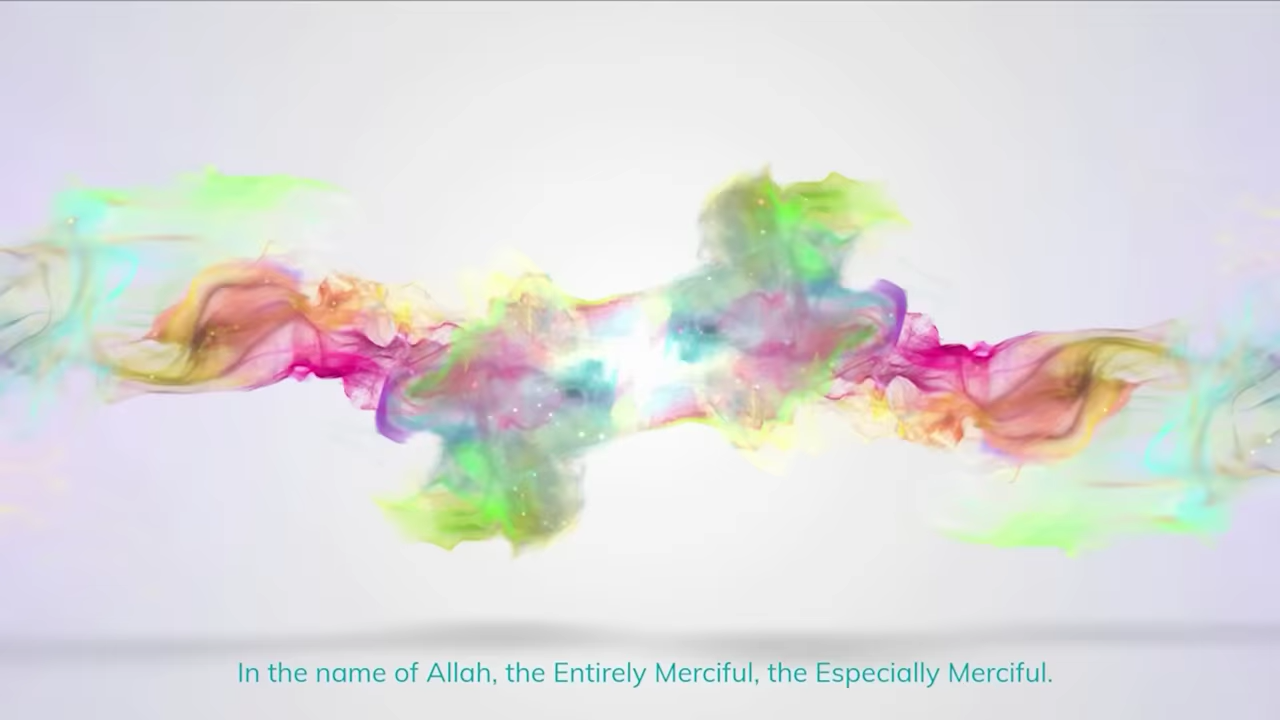 In the name of Allah, the Entirely Merciful, the Especially Merciful.